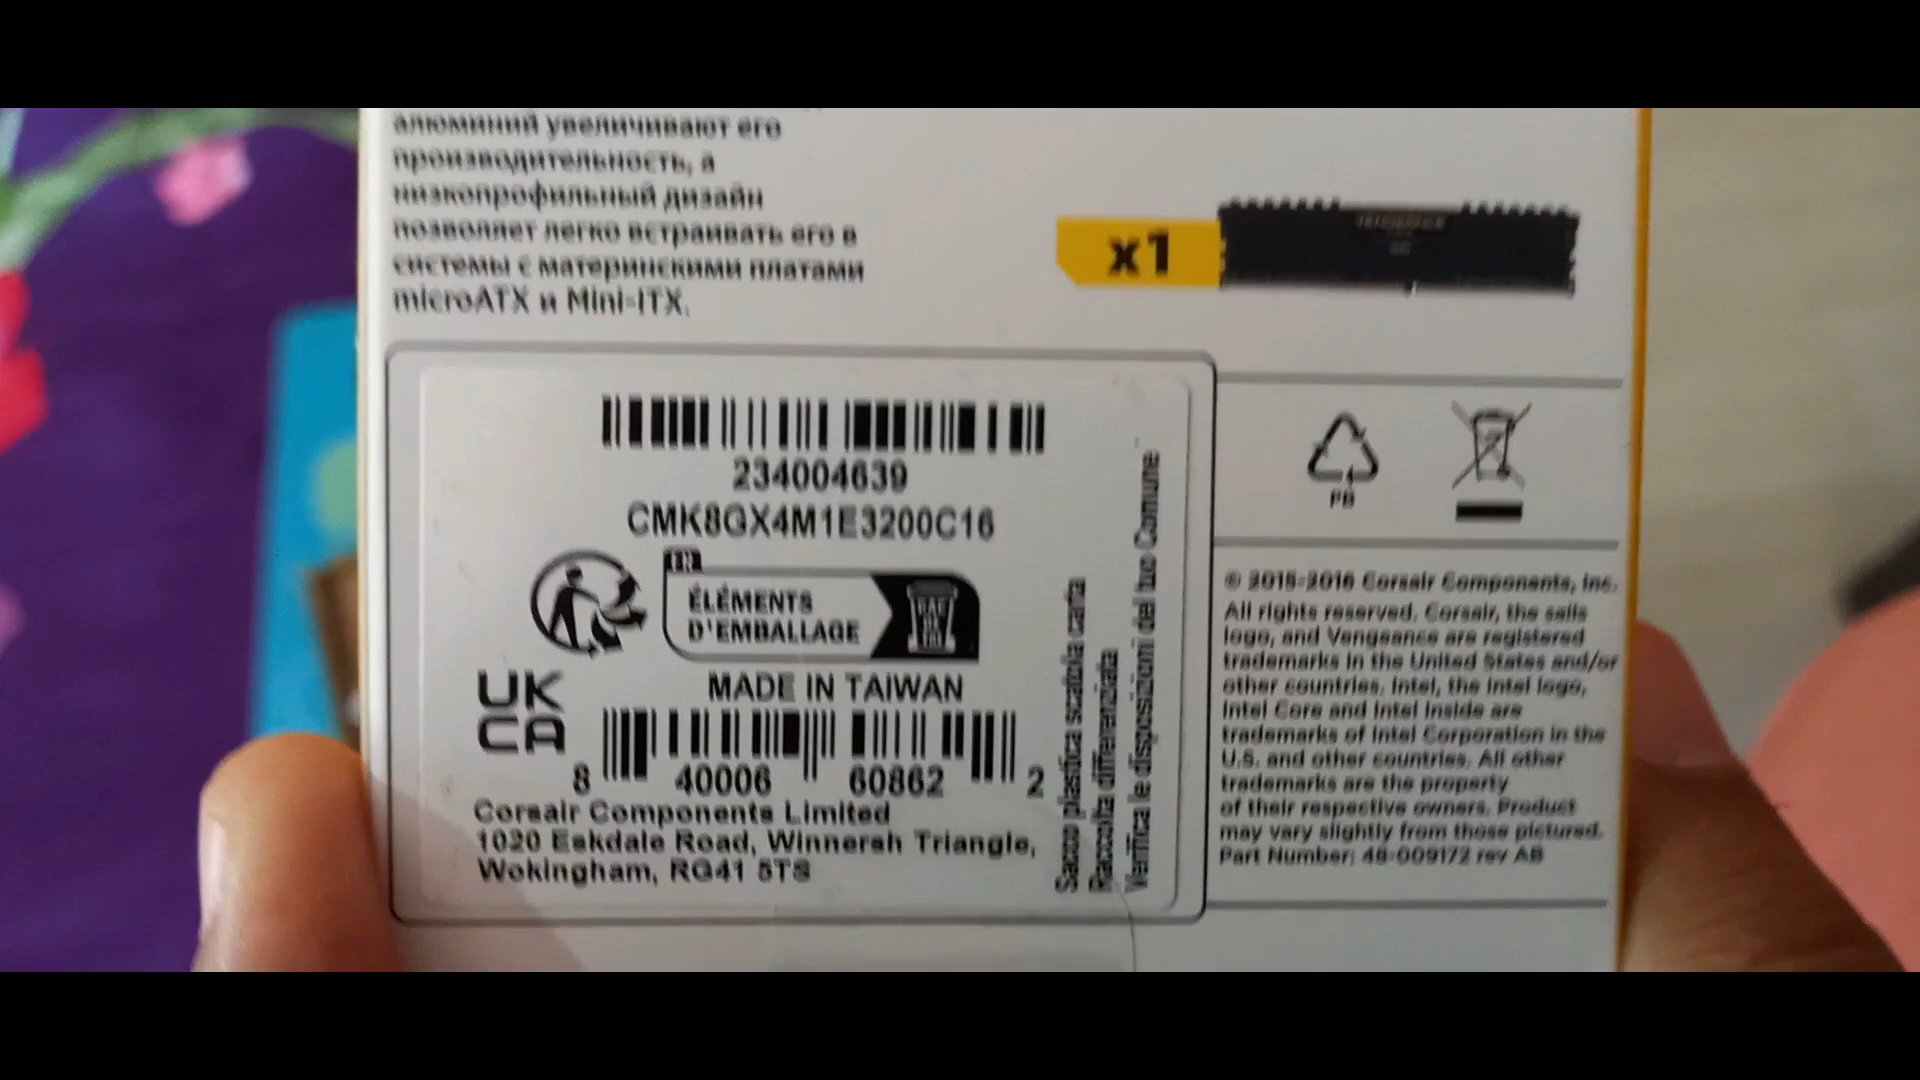 алюминий увеличивают его
производительность, а
низкопрофильный дизайн
позволяет легко встраивать его в
системы с материнскими платами
microATX и Mini-ITX.
x1
VENGEANCE
234004639
CMK8GX4M1E3200C16
FR
ÉLÉMENTS
D'EMBALLAGE
BAC
DE
TRI
UK
CA
MADE IN TAIWAN
8 40006 60862 2
Corsair Components Limited
1020 Eskdale Road, Winnersh Triangle,
Wokingham, RG41 5TS
Sacco plastica scatola carta
Raccolta differenziata
Verifica le disposizioni del tuo Comune
PB
© 2015-2016 Corsair Components, Inc.
All rights reserved. Corsair, the sails
logo, and Vengeance are registered
trademarks in the United States and/or
other countries. Intel, the Intel logo,
Intel Core and Intel Inside are
trademarks of Intel Corporation in the
U.S. and other countries. All other
trademarks are the property
of their respective owners. Product
may vary slightly from those pictured.
Part Number: 48-009172 rev AB